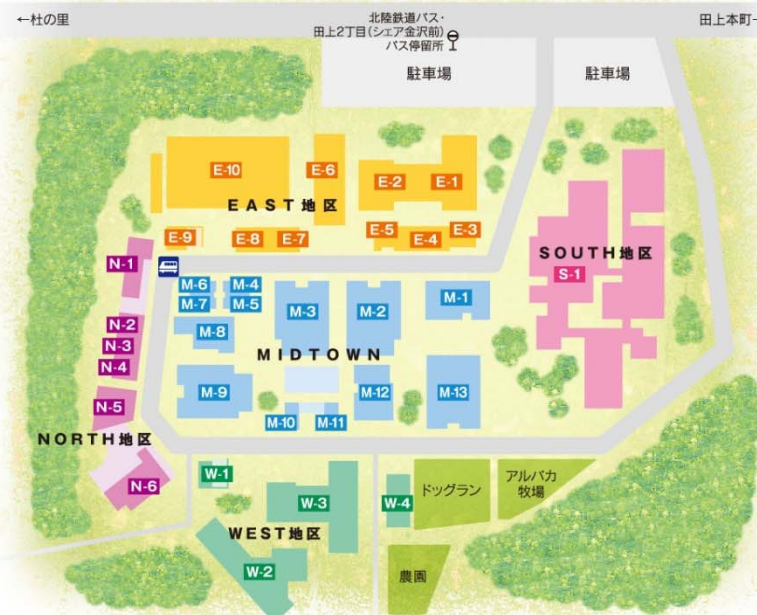 ←杜の里
北陸鉄道バス・
田上2丁目(シェア金沢前)
バス停留所
田上本町→
駐車場
駐車場
E-10
E-6
E-2
E-1
EAST地区
E-9
E-8
E-7
E-5
E-4
E-3
SOUTH地区
S-1
N-1
N-2
N-3
N-4
N-5
NORTH地区
N-6
M-6
M-4
M-7
M-5
M-3
M-2
M-1
M-8
MIDTOWN
M-9
M-12
M-13
M-10
M-11
W-1
W-3
W-4
ドッグラン
アルパカ
牧場
WEST地区
W-2
農園